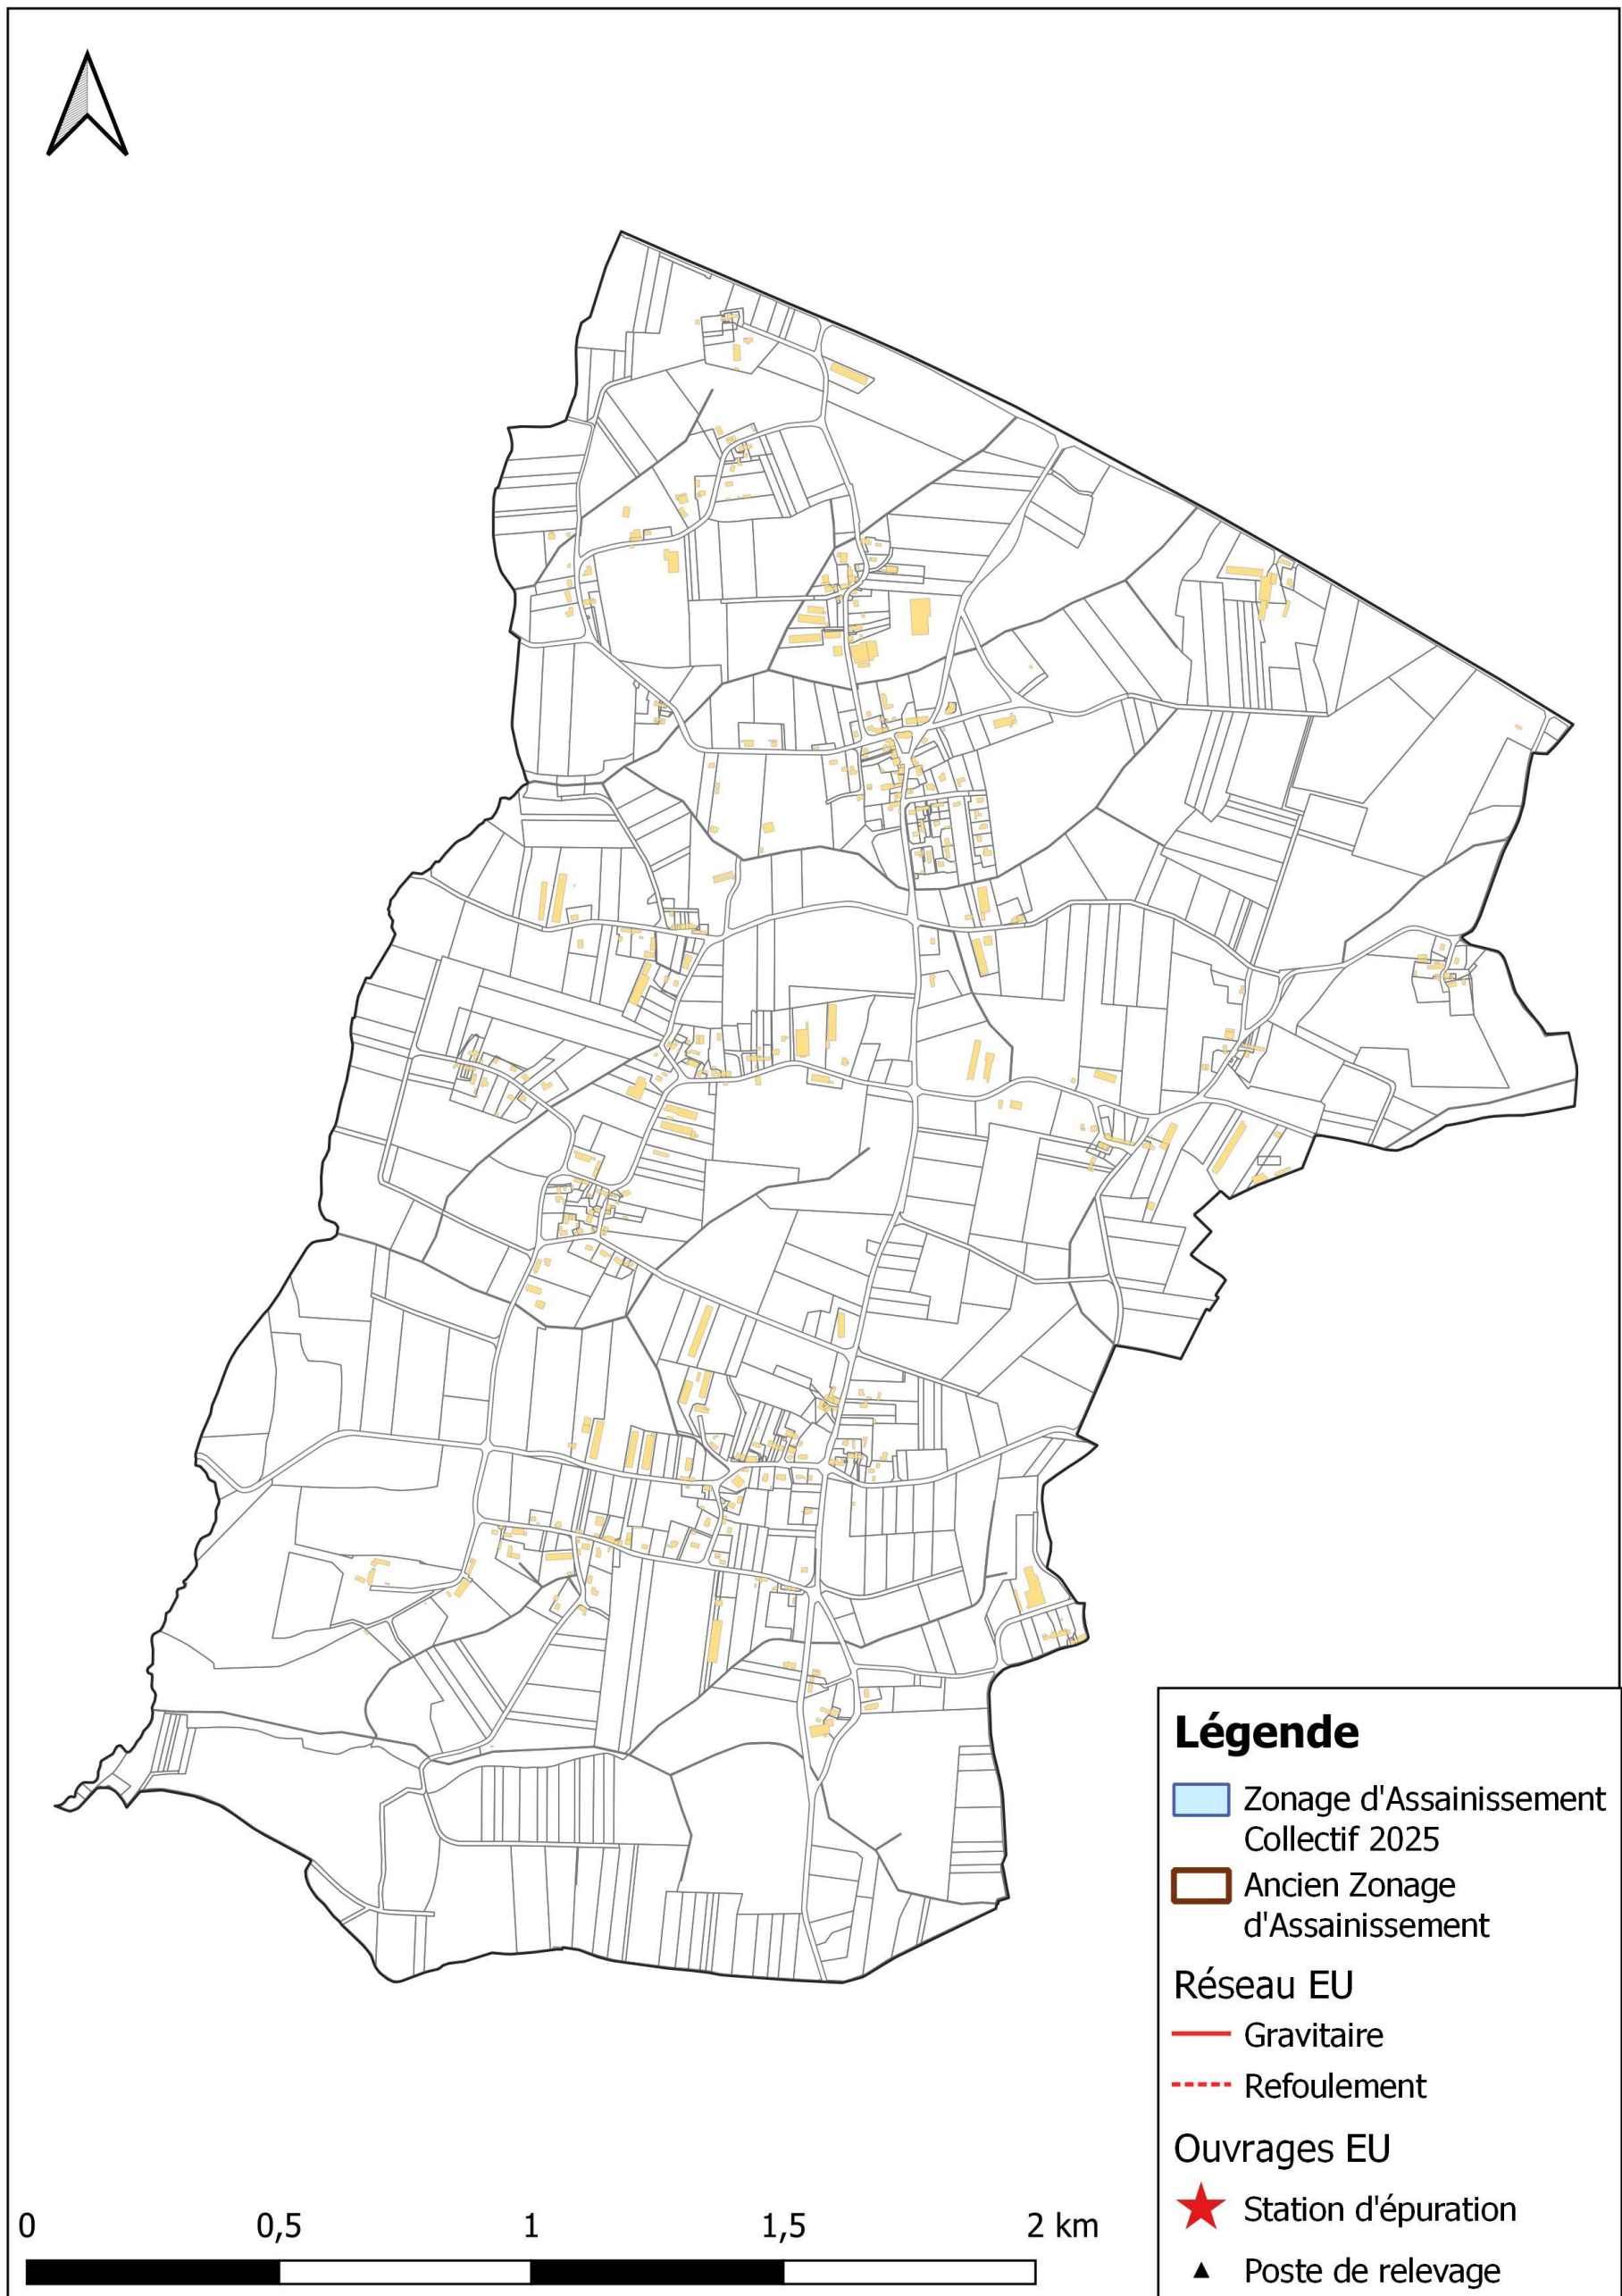 Légende
Zonage d'Assainissement
Collectif 2025
Ancien Zonage
d'Assainissement
Réseau EU
Gravitaire
Refoulement
Ouvrages EU
Station d'épuration
Poste de relevage
0 0,5 1 1,5 2 km